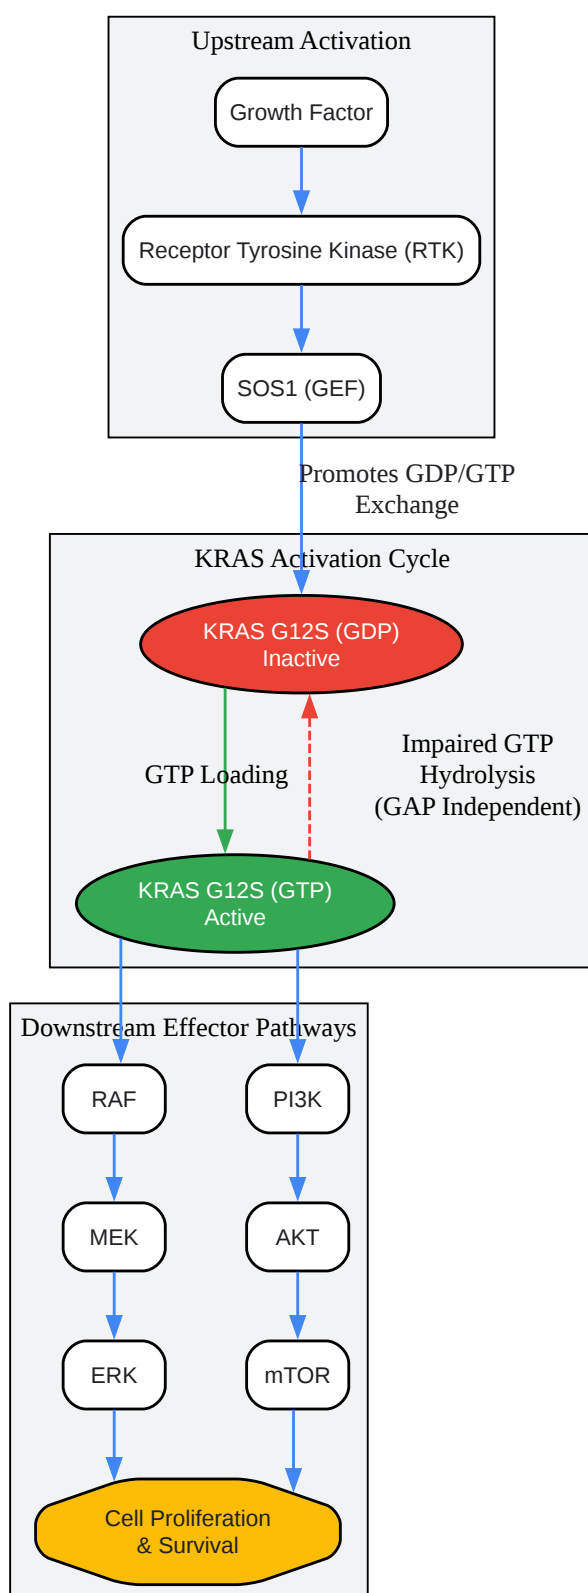 Upstream Activation
Growth Factor
Receptor Tyrosine Kinase (RTK)
SOS1 (GEF)
Promotes GDP/GTP
Exchange
KRAS Activation Cycle
KRAS G12S (GDP)
Inactive
GTP Loading
Impaired GTP
Hydrolysis
(GAP Independent)
KRAS G12S (GTP)
Active
Downstream Effector Pathways
RAF
PI3K
MEK
AKT
ERK
mTOR
Cell Proliferation
& Survival